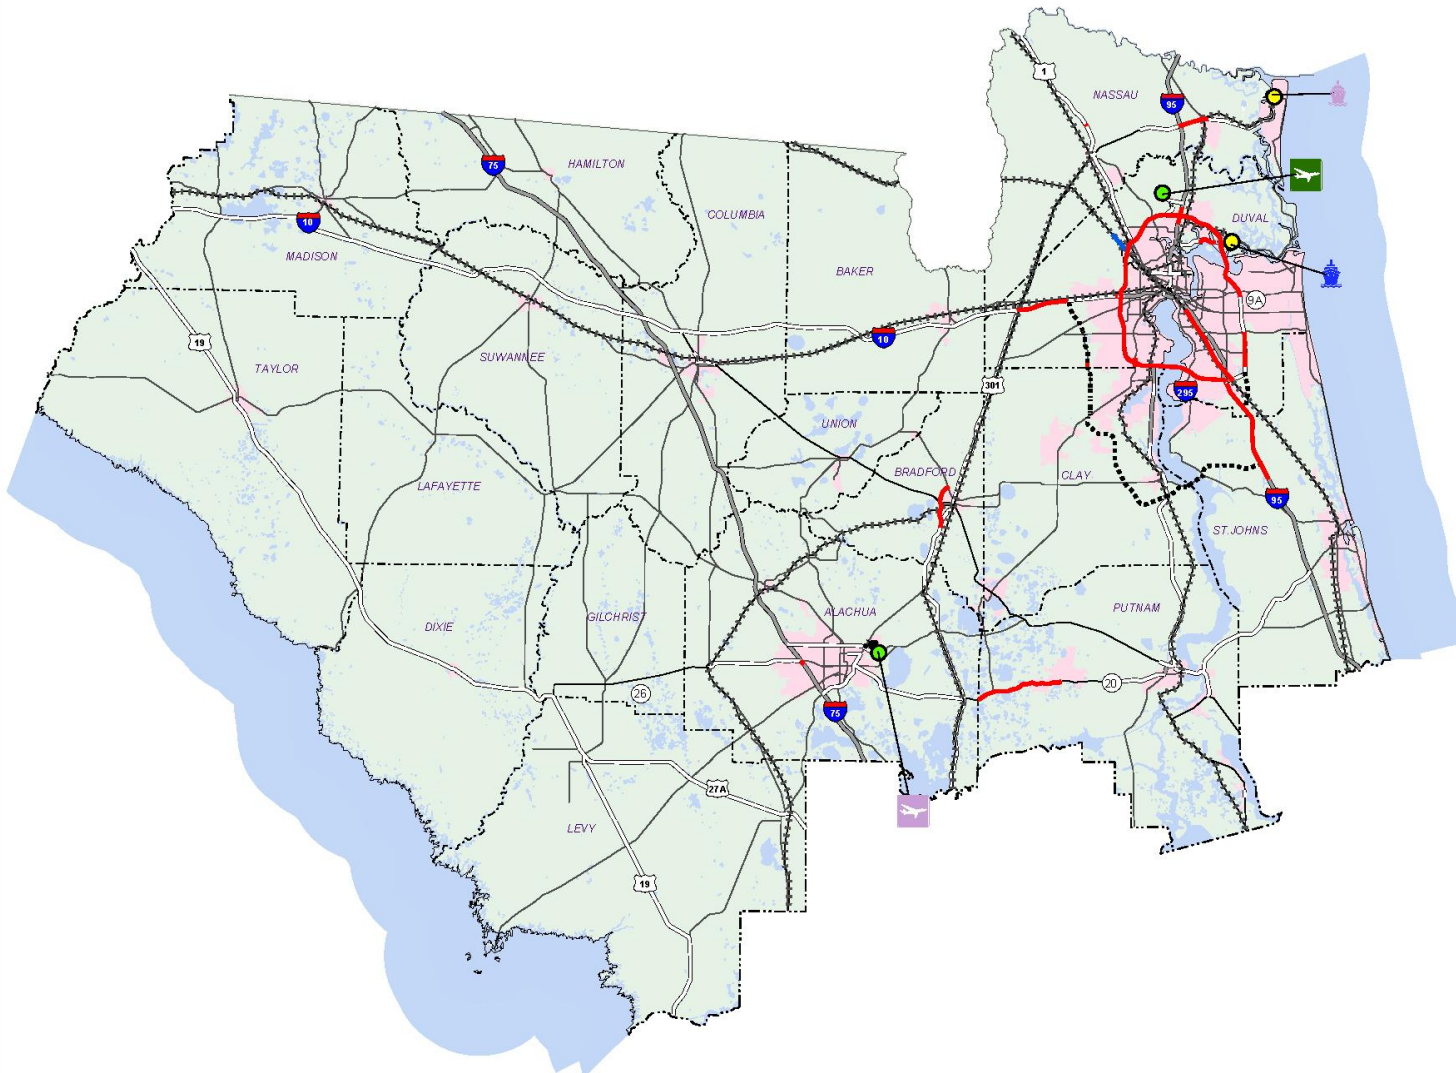 1
NASSAU
95
75
HAMILTON
COLUMBIA
DUVAL
10
MADISON
BAKER
9A
19
10
SUWANNEE
TAYLOR
301
295
UNION
BRADFORD
CLAY
LAFAYETTE
95
ST.JOHNS
ALACHUA
PUTNAM
GILCHRIST
DIXIE
20
26
75
27A
LEVY
19